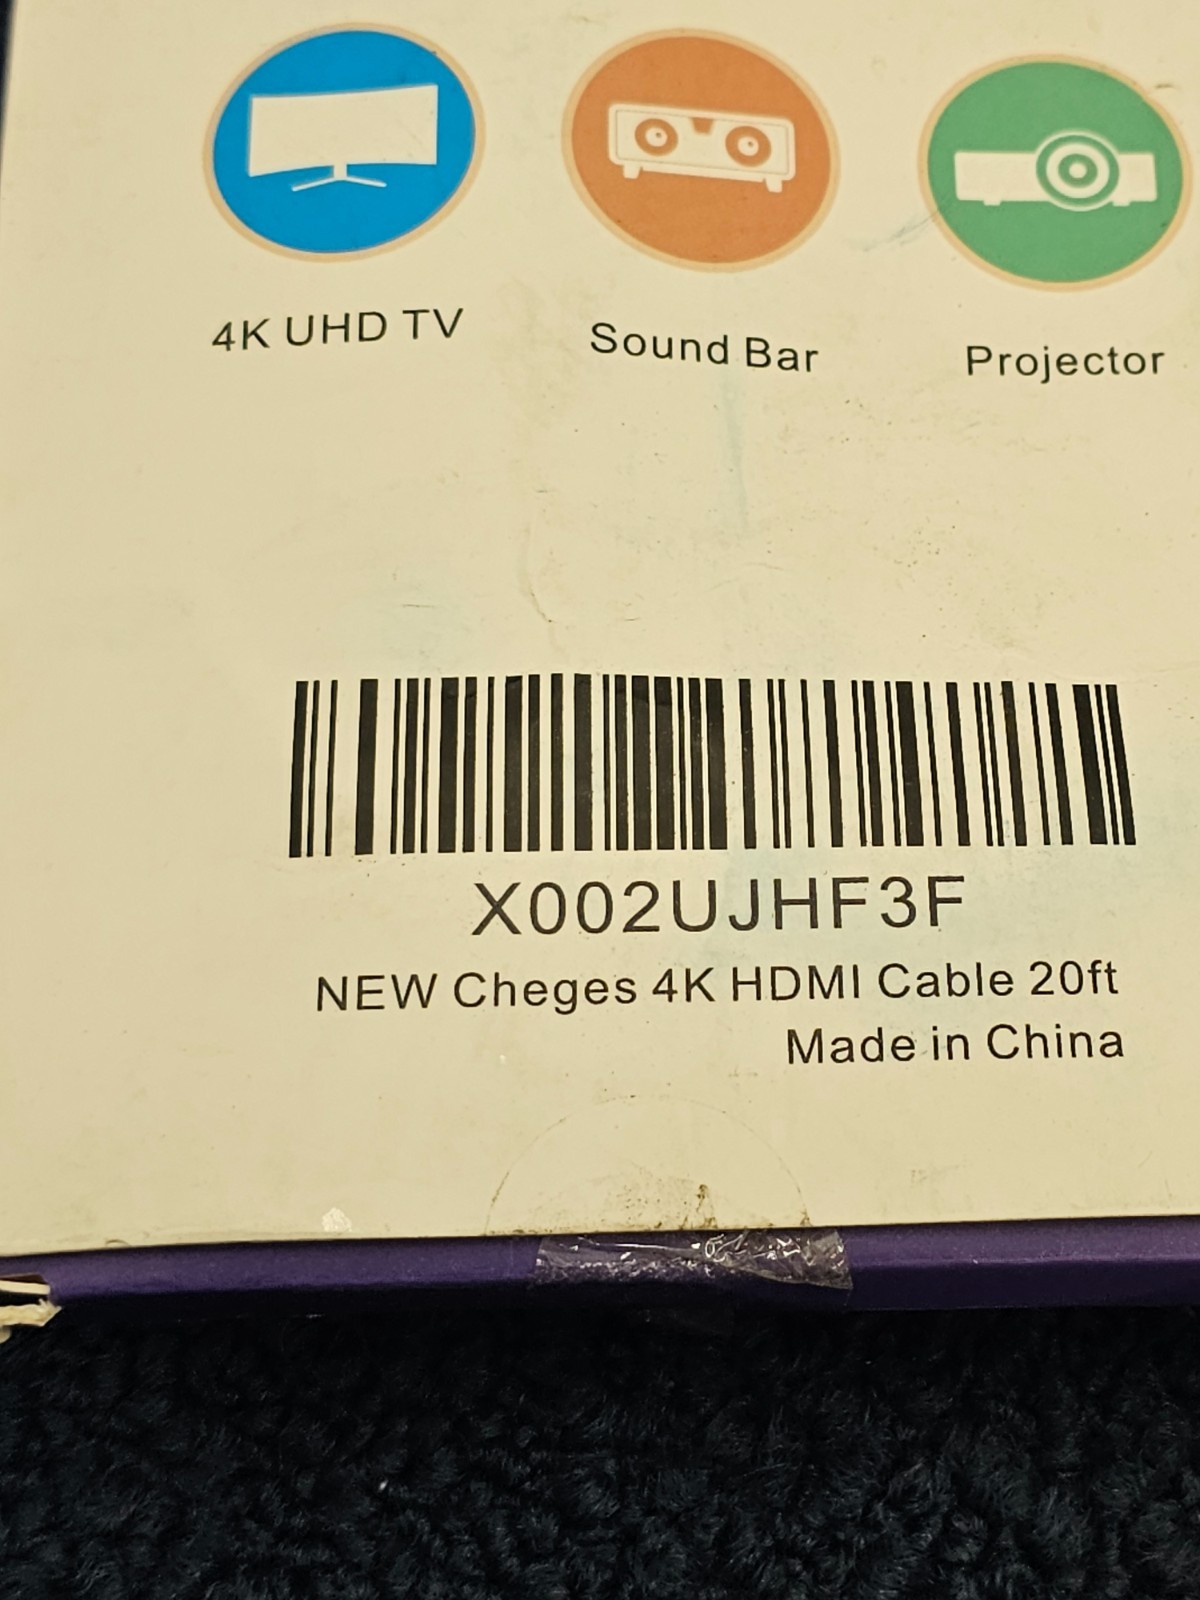 4K UHD TV
Sound Bar
Projector
X002UJHF3F
NEW Cheges 4K HDMI Cable 20ft
Made in China